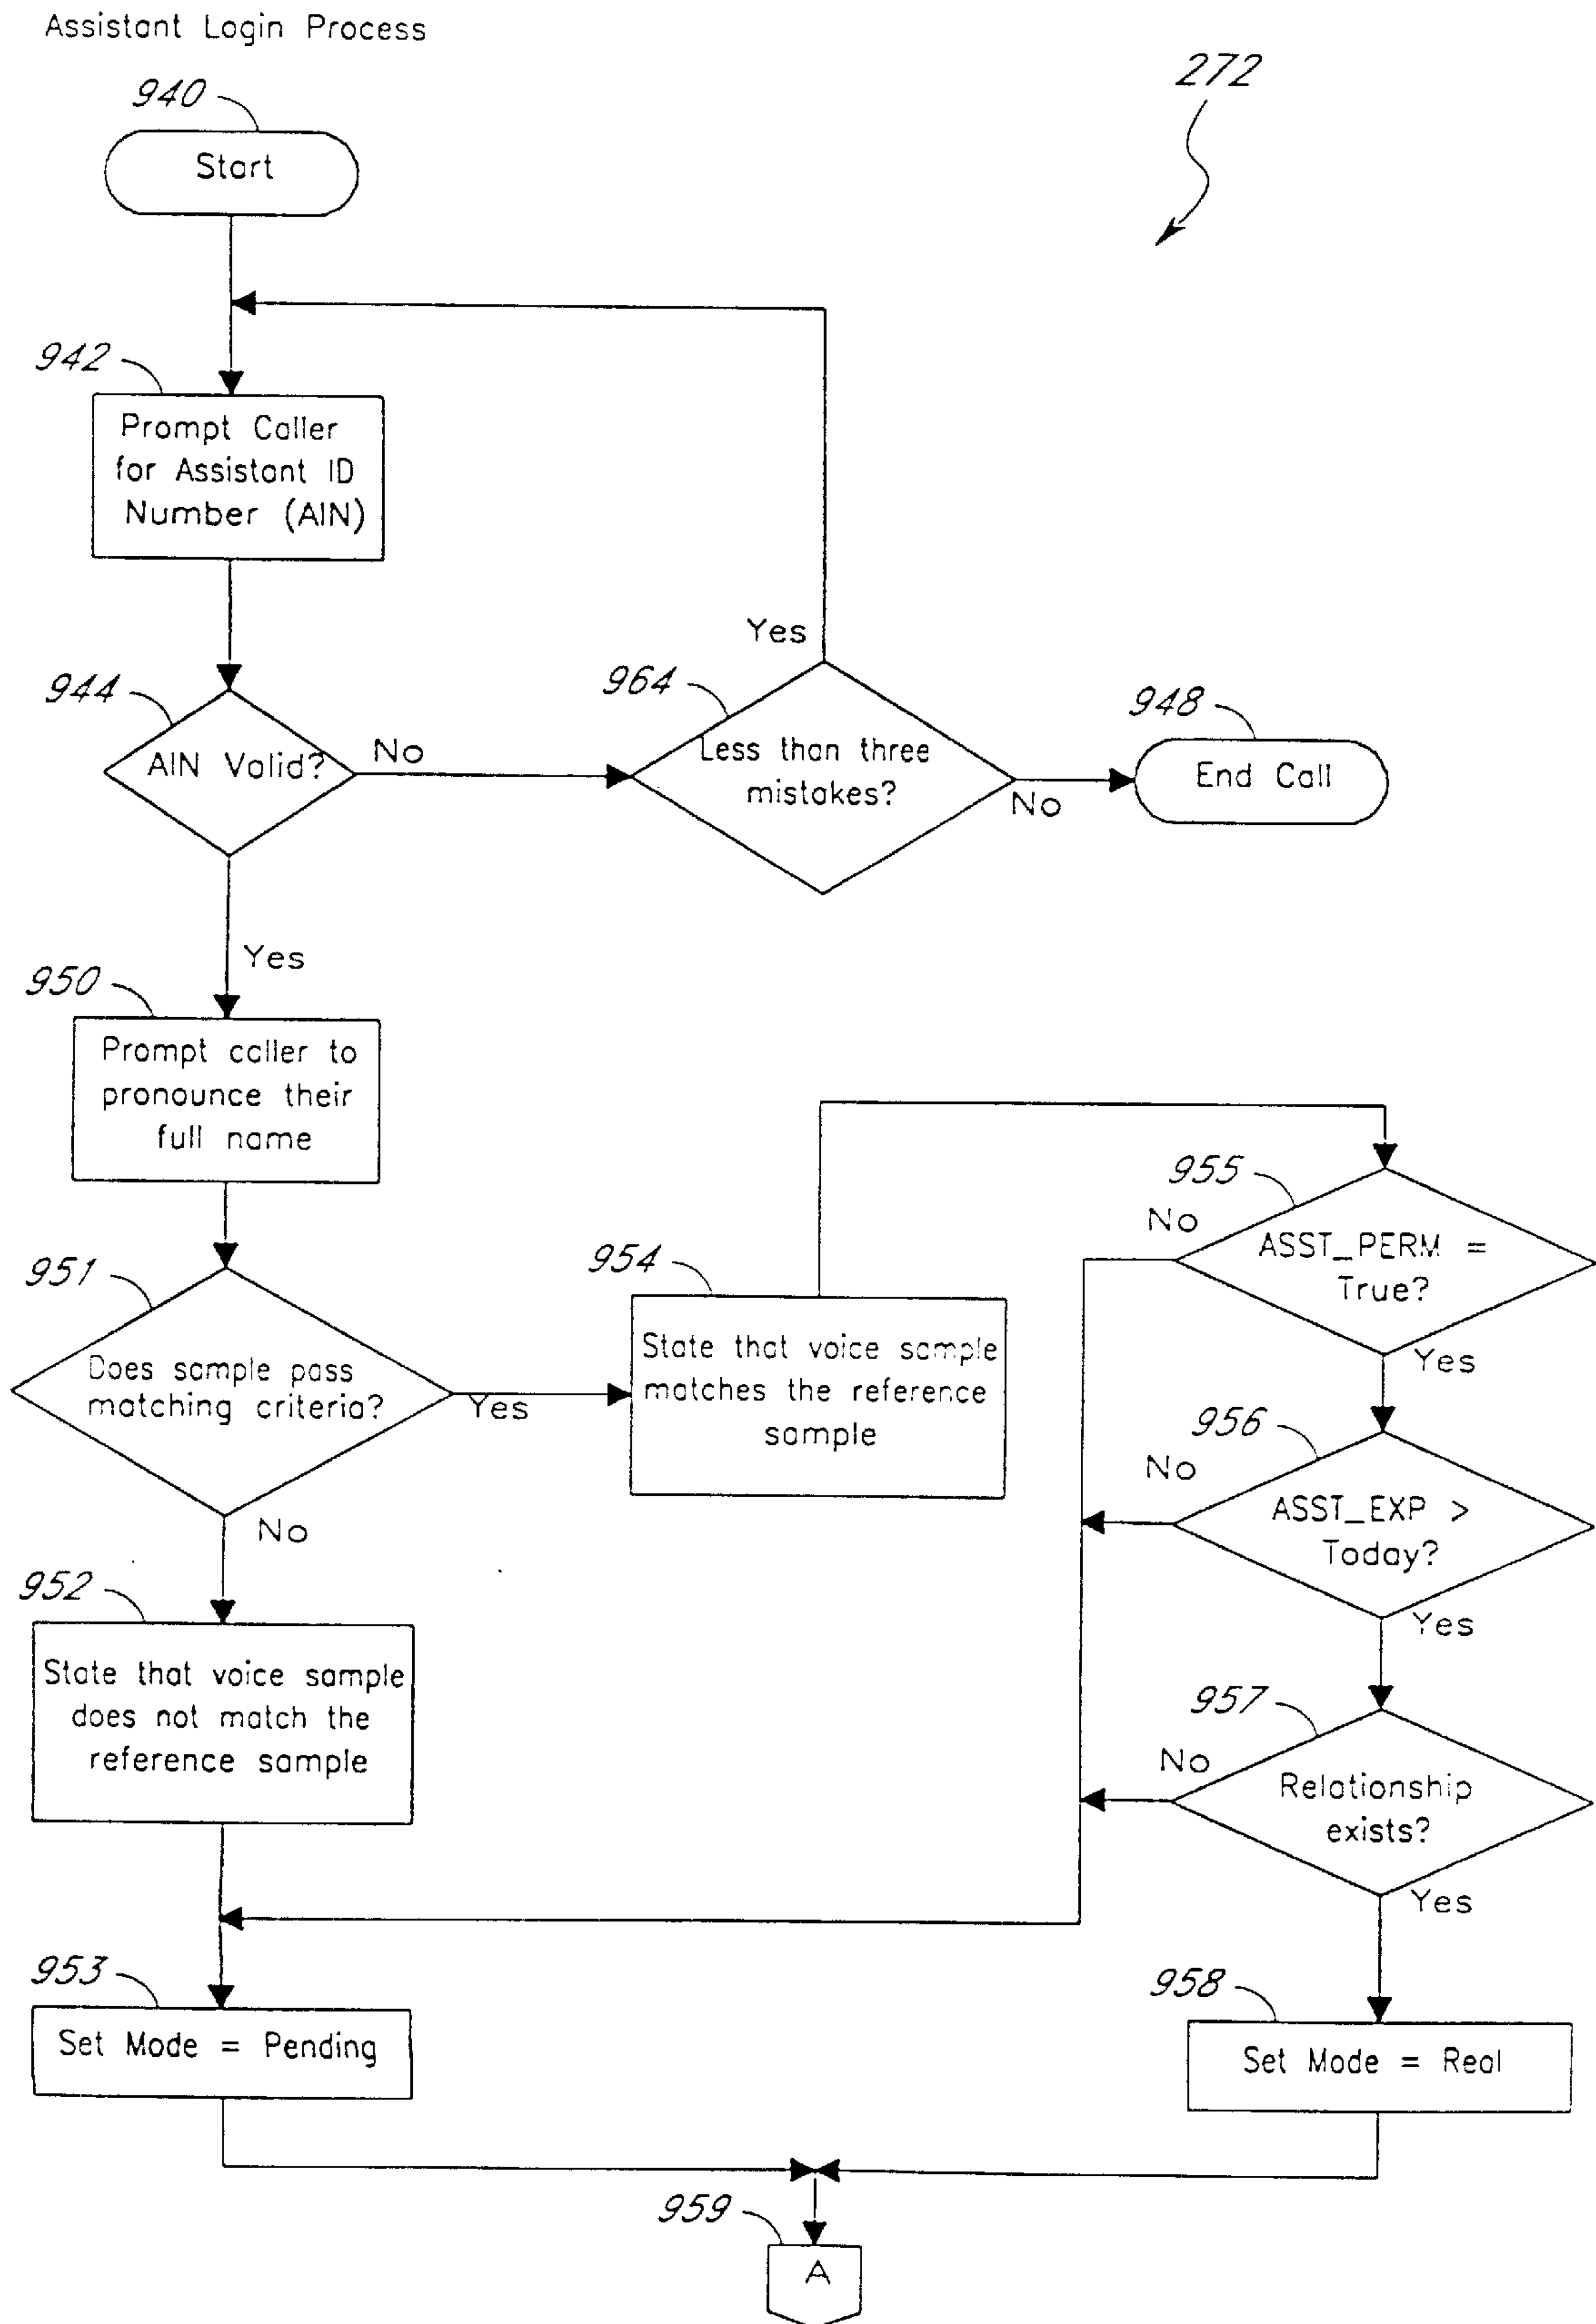 Assistant Login Process
272
940
Start
942
Prompt Caller
for Assistant ID
Number (AIN)
Yes
944
AIN Valid?
No
964
Less than three
mistakes?
No
948
End Call
Yes
950
Prompt caller to
pronounce their
full name
951
Does sample pass
matching criteria?
Yes
No
954
State that voice sample
matches the reference
sample
955
No
ASST_PERM =
True?
Yes
956
No
ASST_EXP >
Today?
Yes
952
State that voice sample
does not match the
reference sample
957
No
Relationship
exists?
Yes
953
Set Mode = Pending
958
Set Mode = Real
959
A